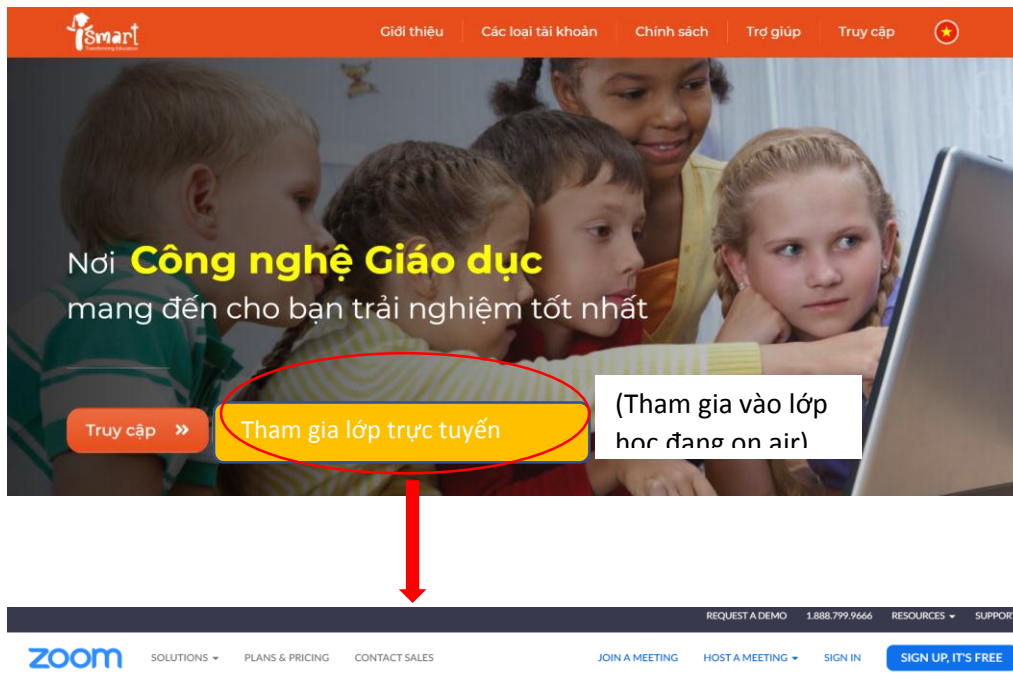 iSmart
Transforming Education
Giới thiệu
Các loại tài khoản
Chính sách
Trợ giúp
Truy cập
Nơi Công nghệ Giáo dục
mang đến cho bạn trải nghiệm tốt nhất
Truy cập »
Tham gia lớp trực tuyến
(Tham gia vào lớp
học đang on air)
REQUEST A DEMO
1.888.799.9666
RESOURCES
SUPPORT
zoom
SOLUTIONS
PLANS & PRICING
CONTACT SALES
JOIN A MEETING
HOST A MEETING
SIGN IN
SIGN UP, IT'S FREE